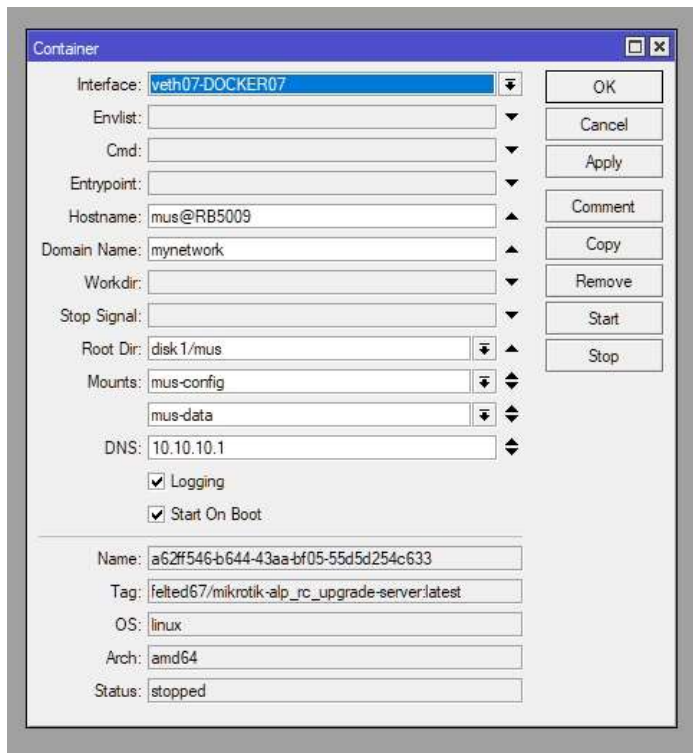 Container
Interface: veth07-DOCKER07
OK
Envlist:
Cancel
Cmd:
Apply
Entrypoint:
Hostname: mus@RB5009
Comment
Domain Name: mynetwork
Copy
Workdir:
Remove
Stop Signal:
Start
Root Dir: disk1/mus
Stop
Mounts: mus-config
mus-data
DNS: 10.10.10.1
Logging
Start On Boot
Name: a62ff546-b644-43aa-bf05-55d5d254c633
Tag: felted67/mikrotik-alp_rc_upgrade-server:latest
OS: linux
Arch: amd64
Status: stopped